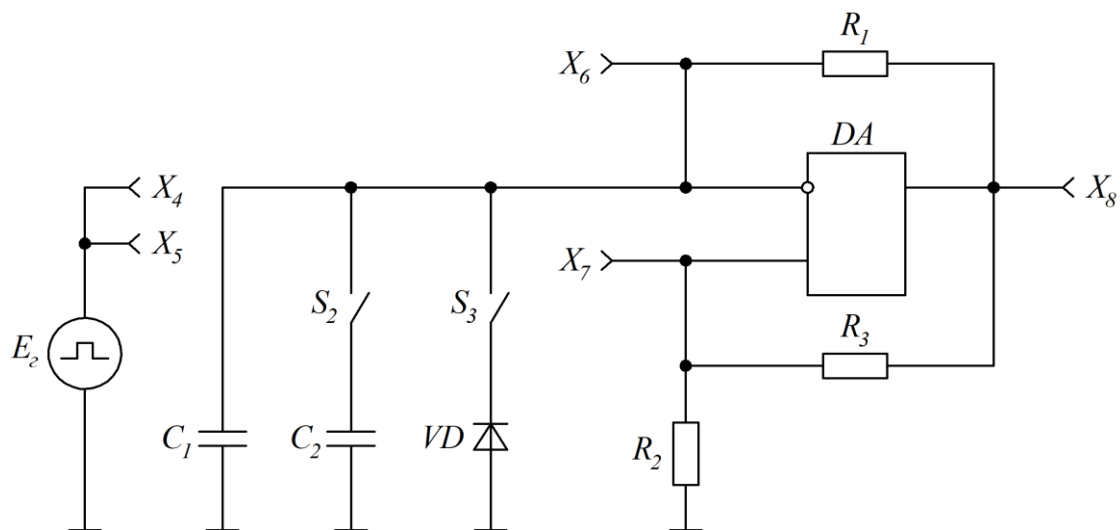 R₁
X₆
DA
X₄
X₈
X₅
X₇
S₂
S₃
R₃
Eг
C₁
C₂
VD
R₂